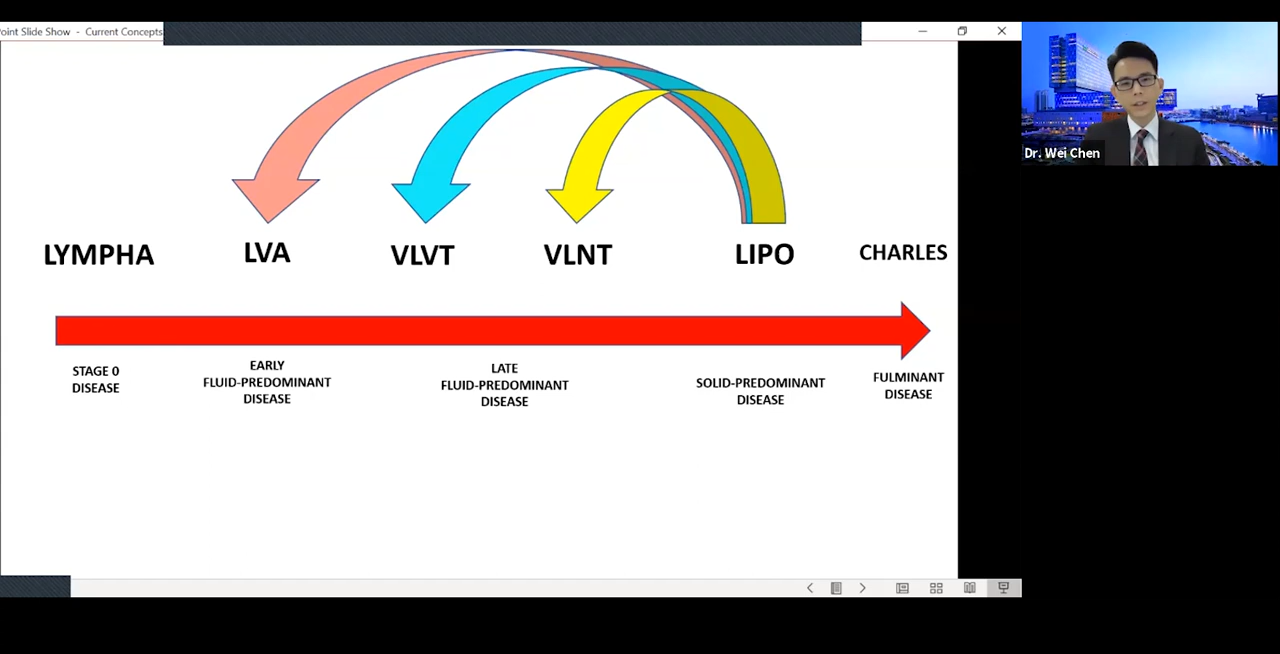 oint Slide Show - Current Concepts
Dr. Wei Chen
LYMPHA
LVA
VLVT
VLNT
LIPO
CHARLES
STAGE 0
DISEASE
EARLY
FLUID-PREDOMINANT
DISEASE
LATE
FLUID-PREDOMINANT
DISEASE
SOLID-PREDOMINANT
DISEASE
FULMINANT
DISEASE